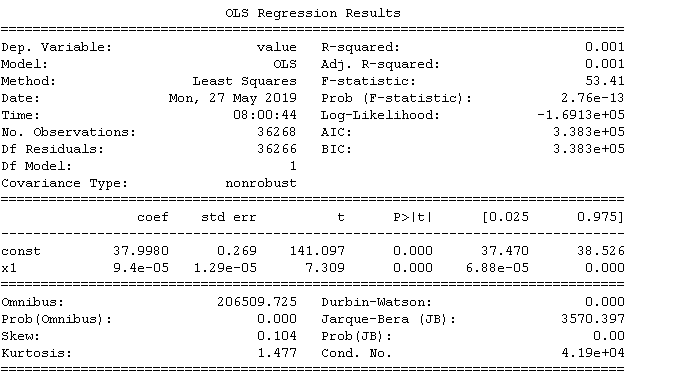 OLS Regression Results
==============================================================================
Dep. Variable: value R-squared: 0.001
Model: OLS Adj. R-squared: 0.001
Method: Least Squares F-statistic: 53.41
Date: Mon, 27 May 2019 Prob (F-statistic): 2.76e-13
Time: 08:00:44 Log-Likelihood: -1.6913e+05
No. Observations: 36268 AIC: 3.383e+05
Df Residuals: 36266 BIC: 3.383e+05
Df Model: 1
Covariance Type: nonrobust
==============================================================================
coef std err t P>|t| [0.025 0.975]
------------------------------------------------------------------------------
const 37.9980 0.269 141.097 0.000 37.470 38.526
x1 9.4e-05 1.29e-05 7.309 0.000 6.88e-05 0.000
==============================================================================
Omnibus: 206509.725 Durbin-Watson: 0.000
Prob(Omnibus): 0.000 Jarque-Bera (JB): 3570.397
Skew: 0.104 Prob(JB): 0.00
Kurtosis: 1.477 Cond. No. 4.19e+04
==============================================================================